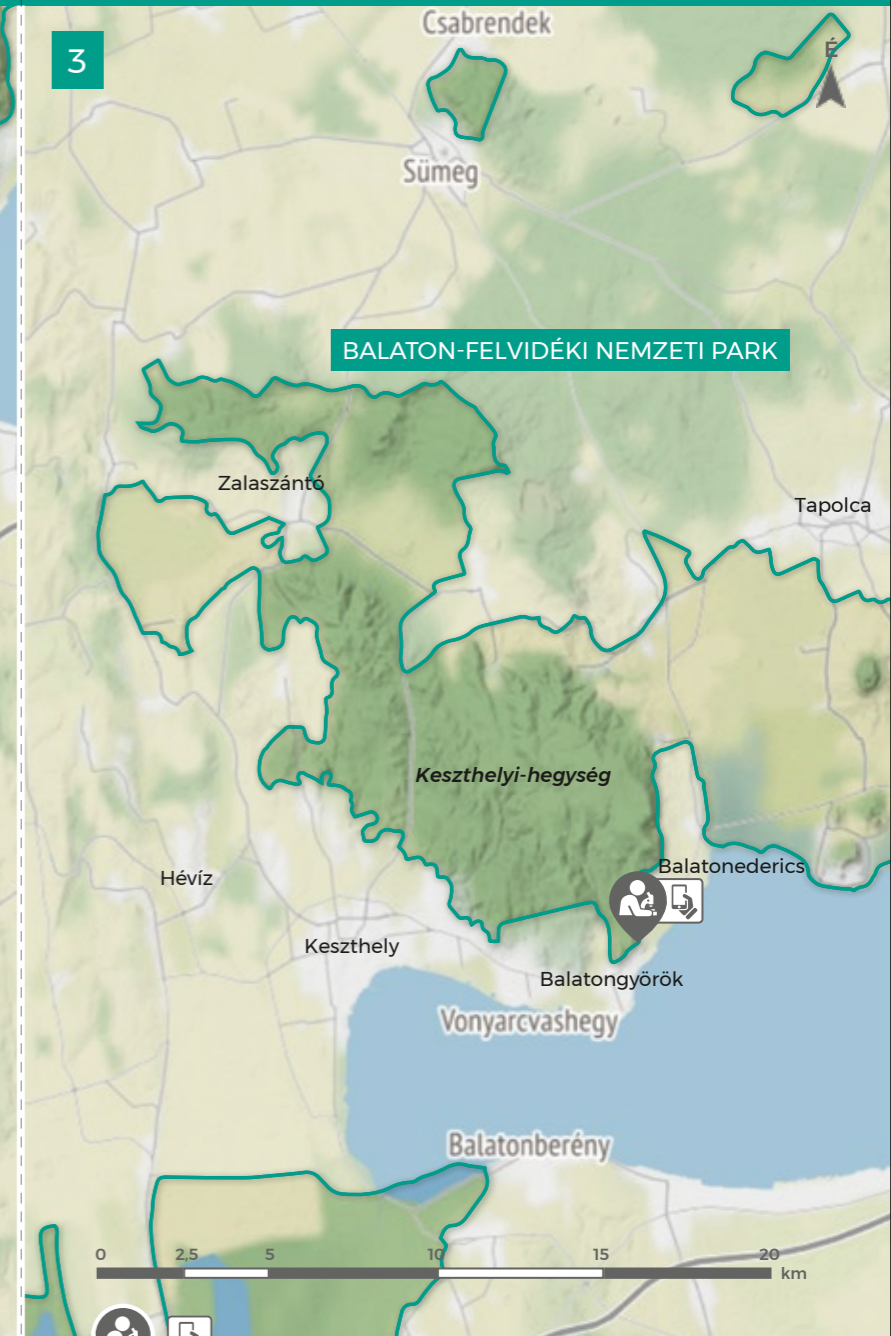 3
Csabrendek
É
Sümeg
BALATON-FELVIDÉKI NEMZETI PARK
Zalaszántó
Tapolca
Keszthelyi-hegység
Balatonederics
Hévíz
Keszthely
Balatongyörök
Vonyarcvashegy
Balatonberény
0 2,5 5 10 15 20
km